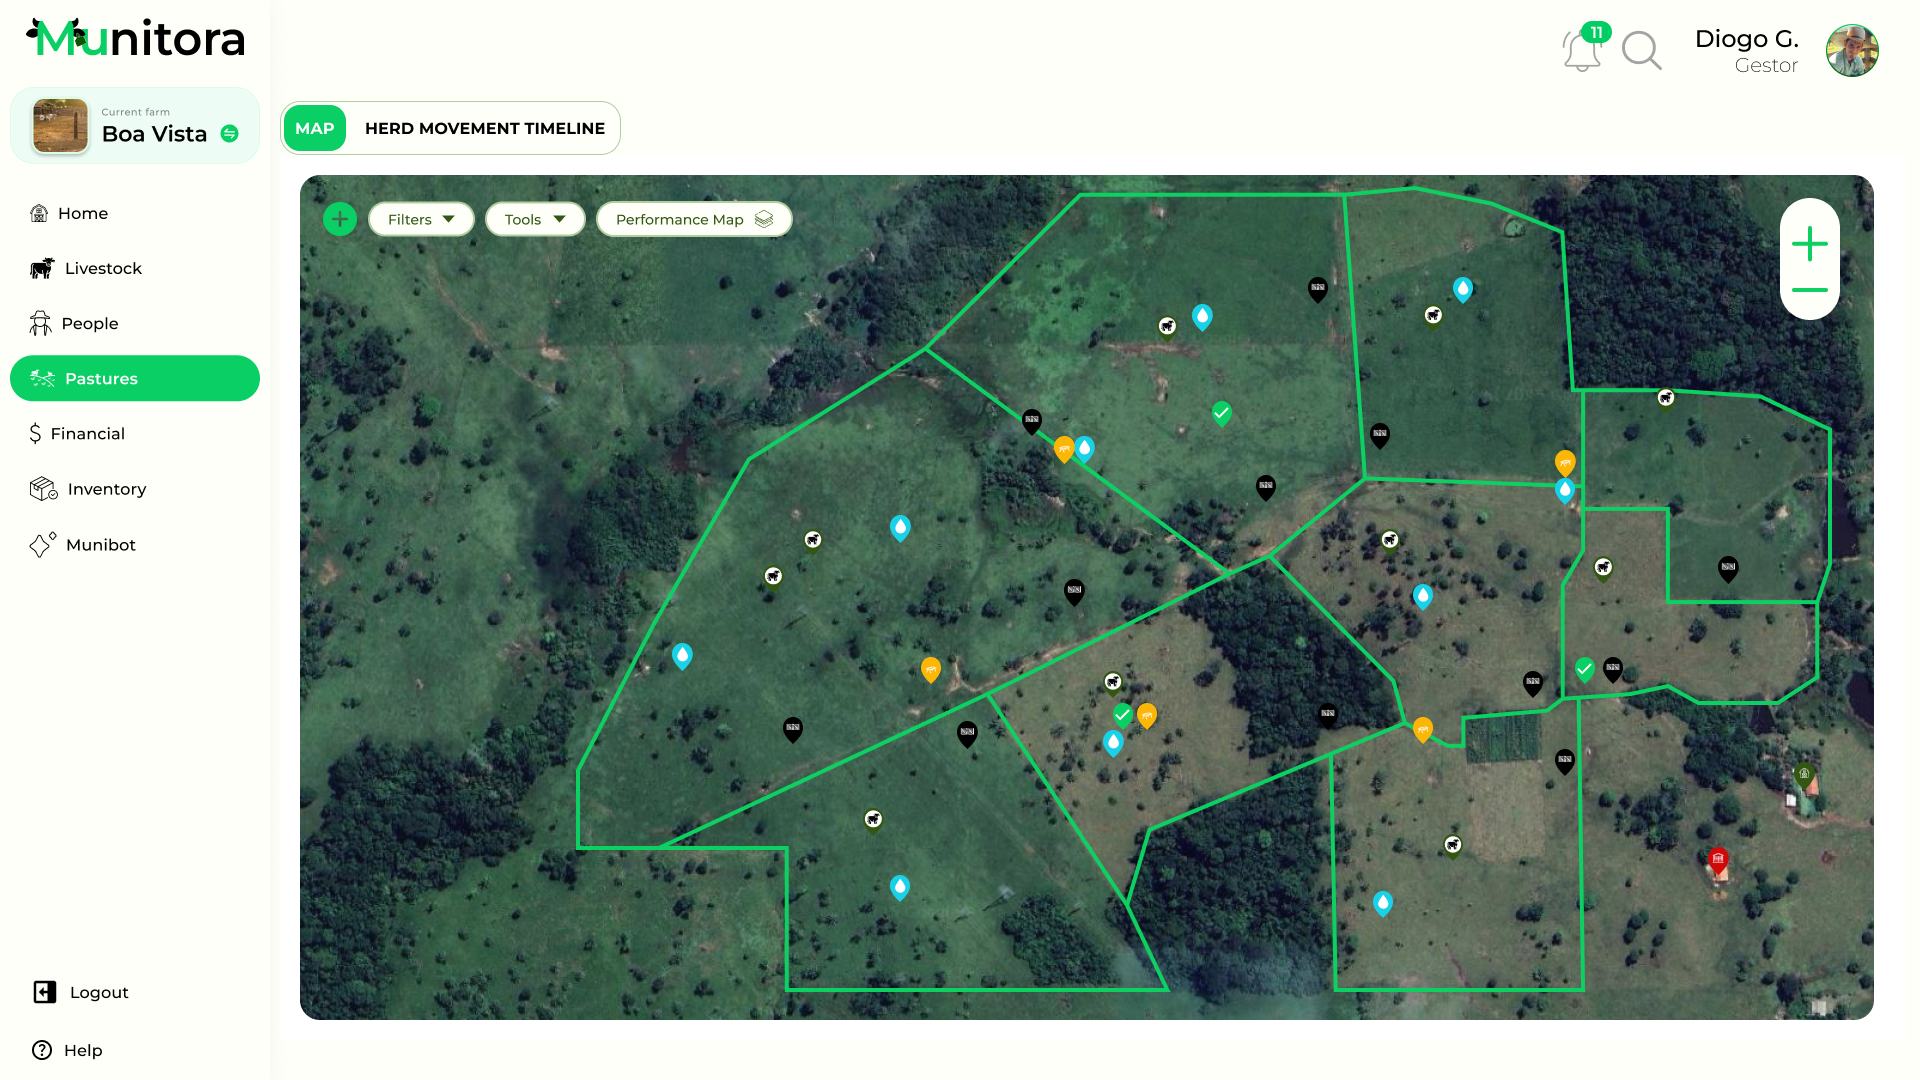 Munitora
Current farm
Boa Vista
Home
Livestock
People
Pastures
Financial
Inventory
Munibot
Logout
Help
11
Diogo G.
Gestor
MAP
HERD MOVEMENT TIMELINE
Filters
Tools
Performance Map